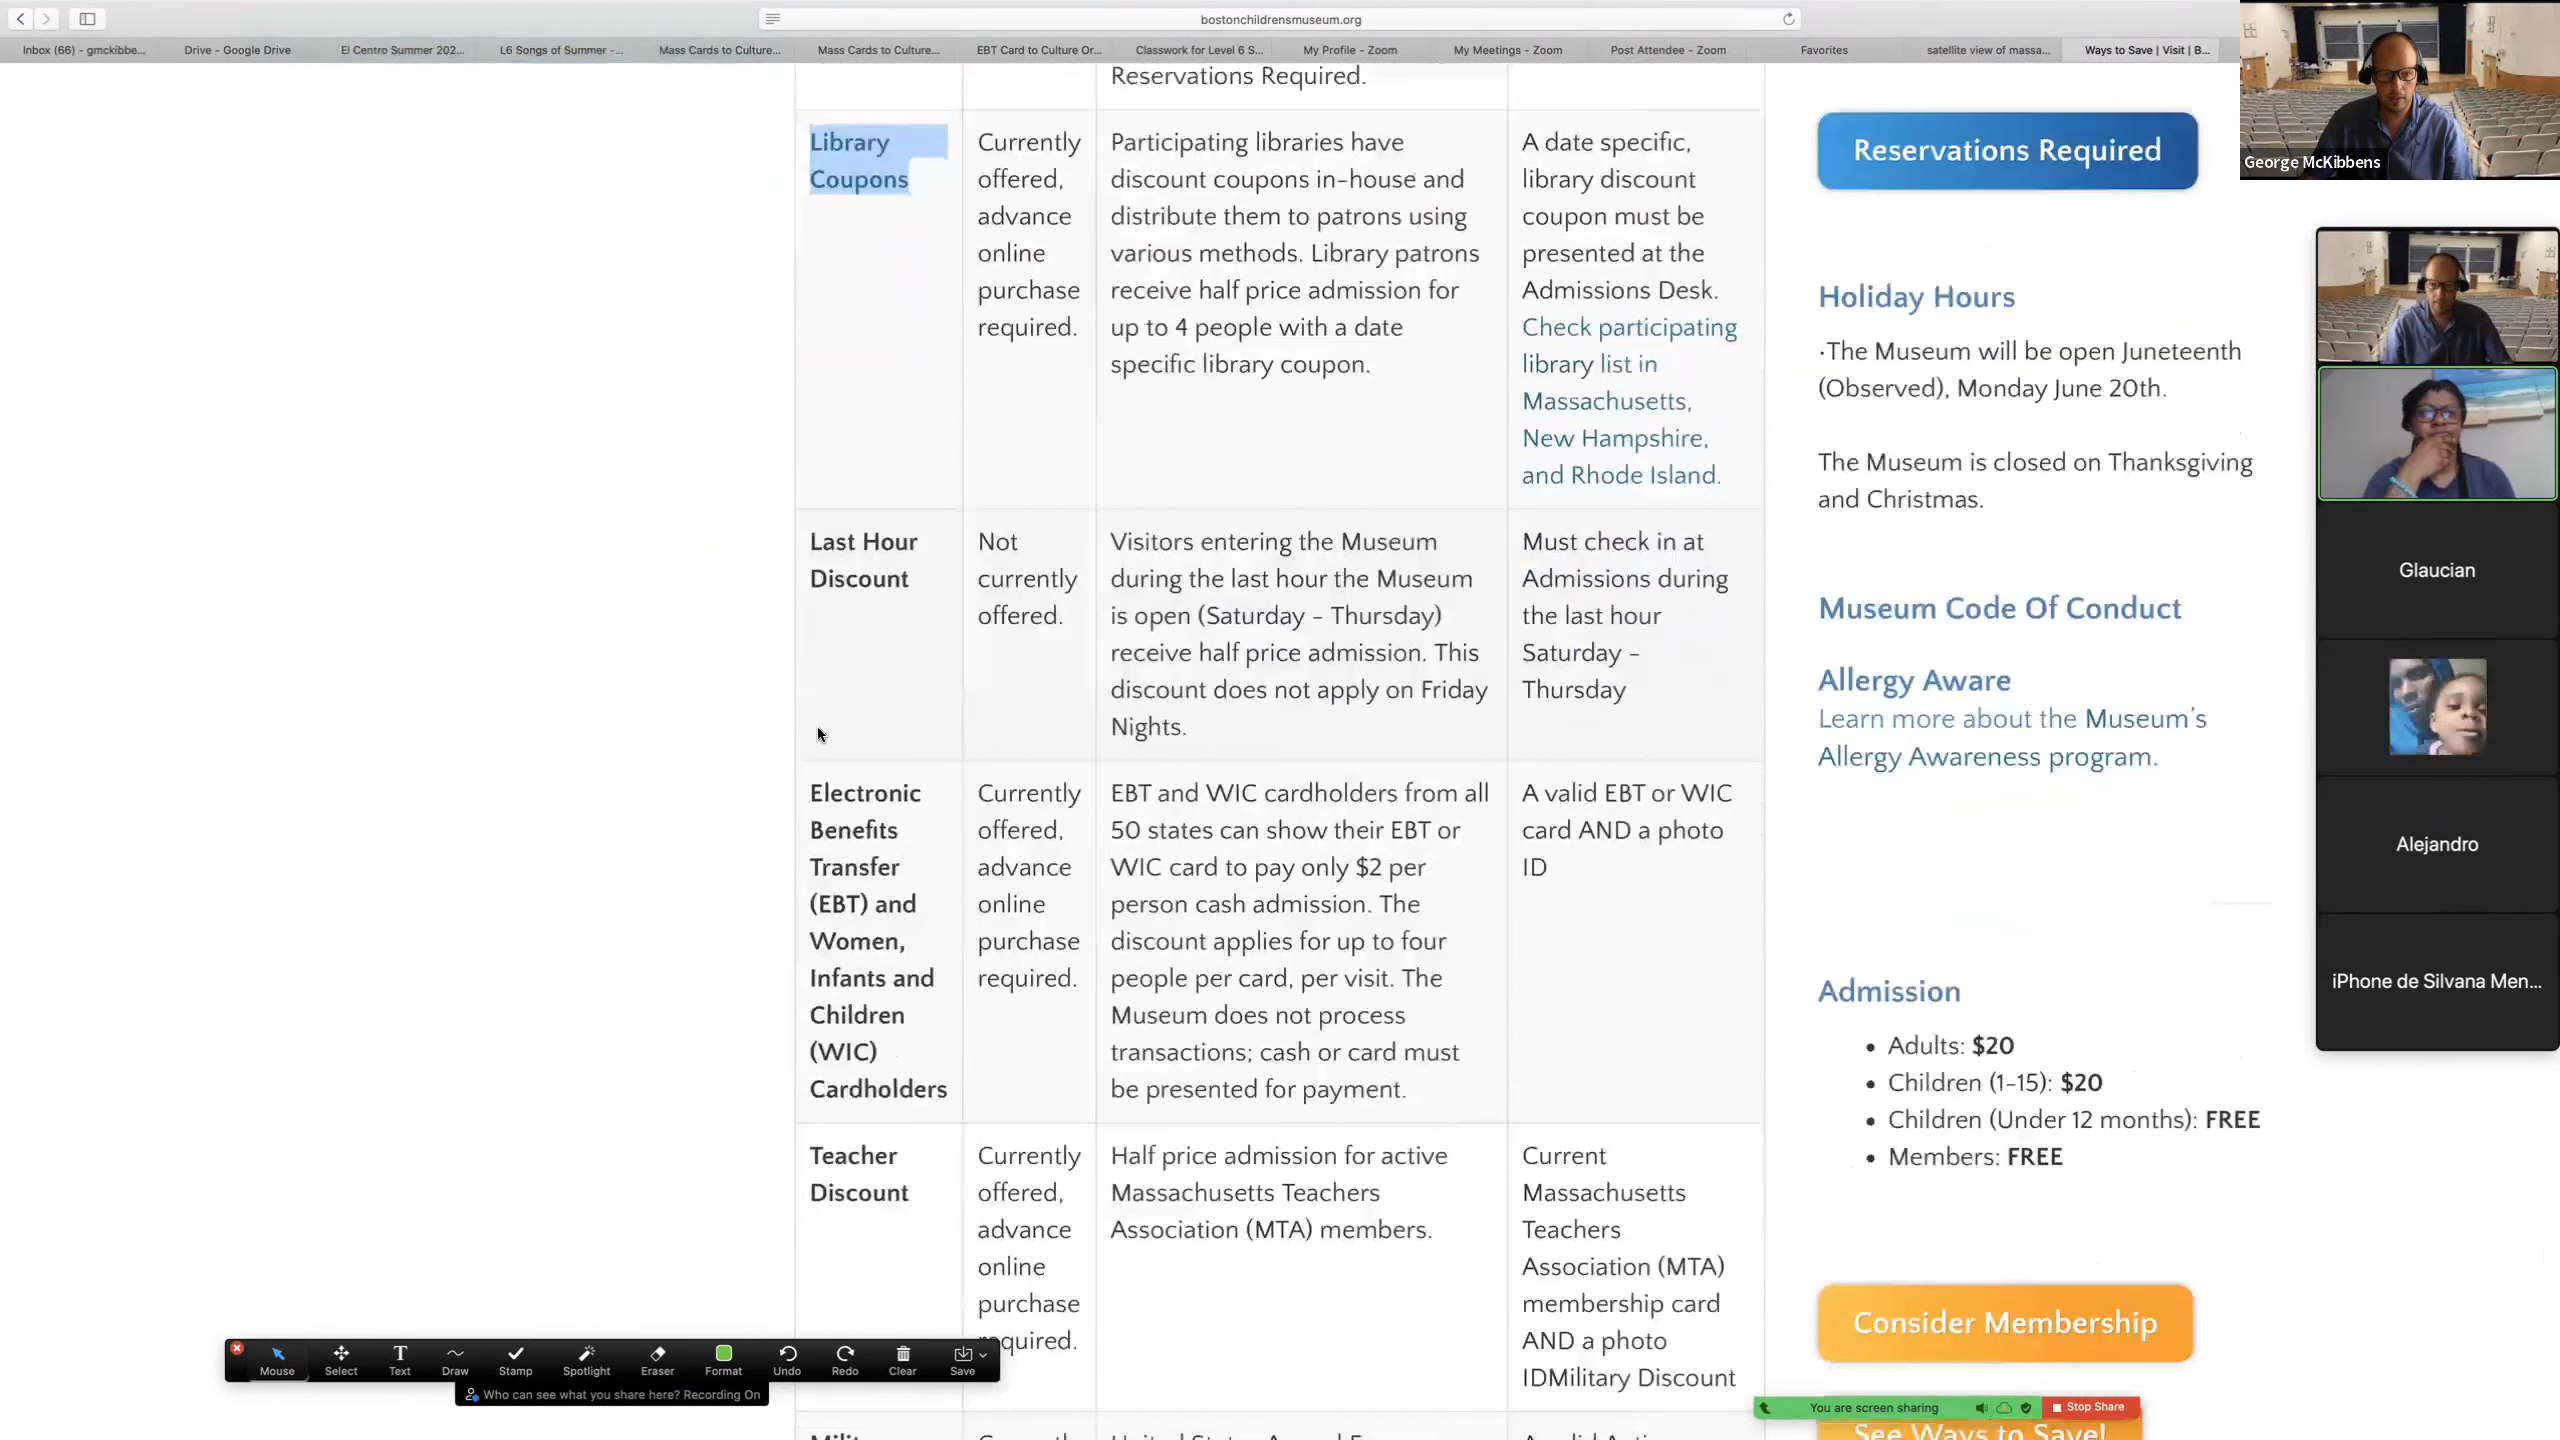 bostonchildrensmuseum.org
Inbox (66) - gmckibbe...
Drive - Google Drive
El Centro Summer 202...
L6 Songs of Summer -...
Mass Cards to Culture...
Mass Cards to Culture...
EBT Card to Culture Or...
Classwork for Level 6 S...
My Profile - Zoom
My Meetings - Zoom
Post Attendee - Zoom
Favorites
satellite view of massa...
Ways to Save | Visit | B...
Reservations Required.
Library
Coupons
Currently
offered,
advance
online
purchase
required.
Participating libraries have
discount coupons in-house and
distribute them to patrons using
various methods. Library patrons
receive half price admission for
up to 4 people with a date
specific library coupon.
A date specific,
library discount
coupon must be
presented at the
Admissions Desk.
Check participating
library list in
Massachusetts,
New Hampshire,
and Rhode Island.
Last Hour
Discount
Not
currently
offered.
Visitors entering the Museum
during the last hour the Museum
is open (Saturday – Thursday)
receive half price admission. This
discount does not apply on Friday
Nights.
Must check in at
Admissions during
the last hour
Saturday –
Thursday
Electronic
Benefits
Transfer
(EBT) and
Women,
Infants and
Children
(WIC)
Cardholders
Currently
offered,
advance
online
purchase
required.
EBT and WIC cardholders from all
50 states can show their EBT or
WIC card to pay only $2 per
person cash admission. The
discount applies for up to four
people per card, per visit. The
Museum does not process
transactions; cash or card must
be presented for payment.
A valid EBT or WIC
card AND a photo
ID
Teacher
Discount
Currently
offered,
advance
online
purchase
required.
Half price admission for active
Massachusetts Teachers
Association (MTA) members.
Current
Massachusetts
Teachers
Association (MTA)
membership card
AND a photo
IDMilitary Discount
Reservations Required
Holiday Hours
·The Museum will be open Juneteenth
(Observed), Monday June 20th.
The Museum is closed on Thanksgiving
and Christmas.
Museum Code Of Conduct
Allergy Aware
Learn more about the Museum's
Allergy Awareness program.
Admission
• Adults: $20
• Children (1–15): $20
• Children (Under 12 months): FREE
• Members: FREE
Consider Membership
See Ways to Save!
George McKibbens
Glaucian
Alejandro
iPhone de Silvana Men...
Mouse
Select
Text
Draw
Stamp
Spotlight
Eraser
Format
Undo
Redo
Clear
Save
Who can see what you share here? Recording On
You are screen sharing
Stop Share